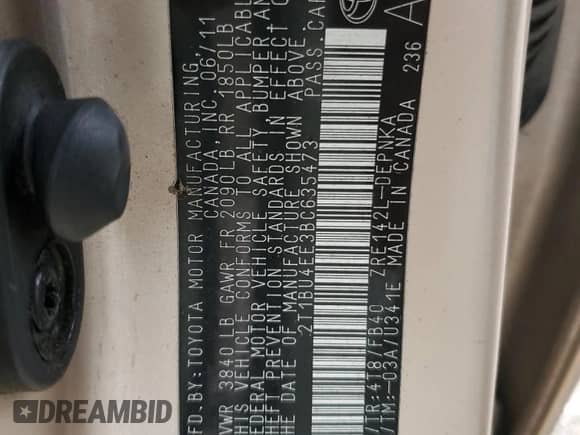 MFD.BY:TOYOTA MOTOR MANUFACTURING
CANADA,INC. 06/11
GVWR 3840LB GAWR FR 2090LB RR 1850LB
THIS VEHICLE CONFORMS TO ALL APPLICABLE
FEDERAL MOTOR VEHICLE SAFETY BUMPER AND
THEFT PREVENTION STANDARDS IN EFFECT O
THE DATE OF MANUFACTURE SHOWN ABOVE.
2T1BU4EE3BC635473 PASS.CAR
C/TR:4T8/FB40 ZRE142L-DEPNKA
A/TM:-03A/U341E MADE IN CANADA 236
A
DREAMBID